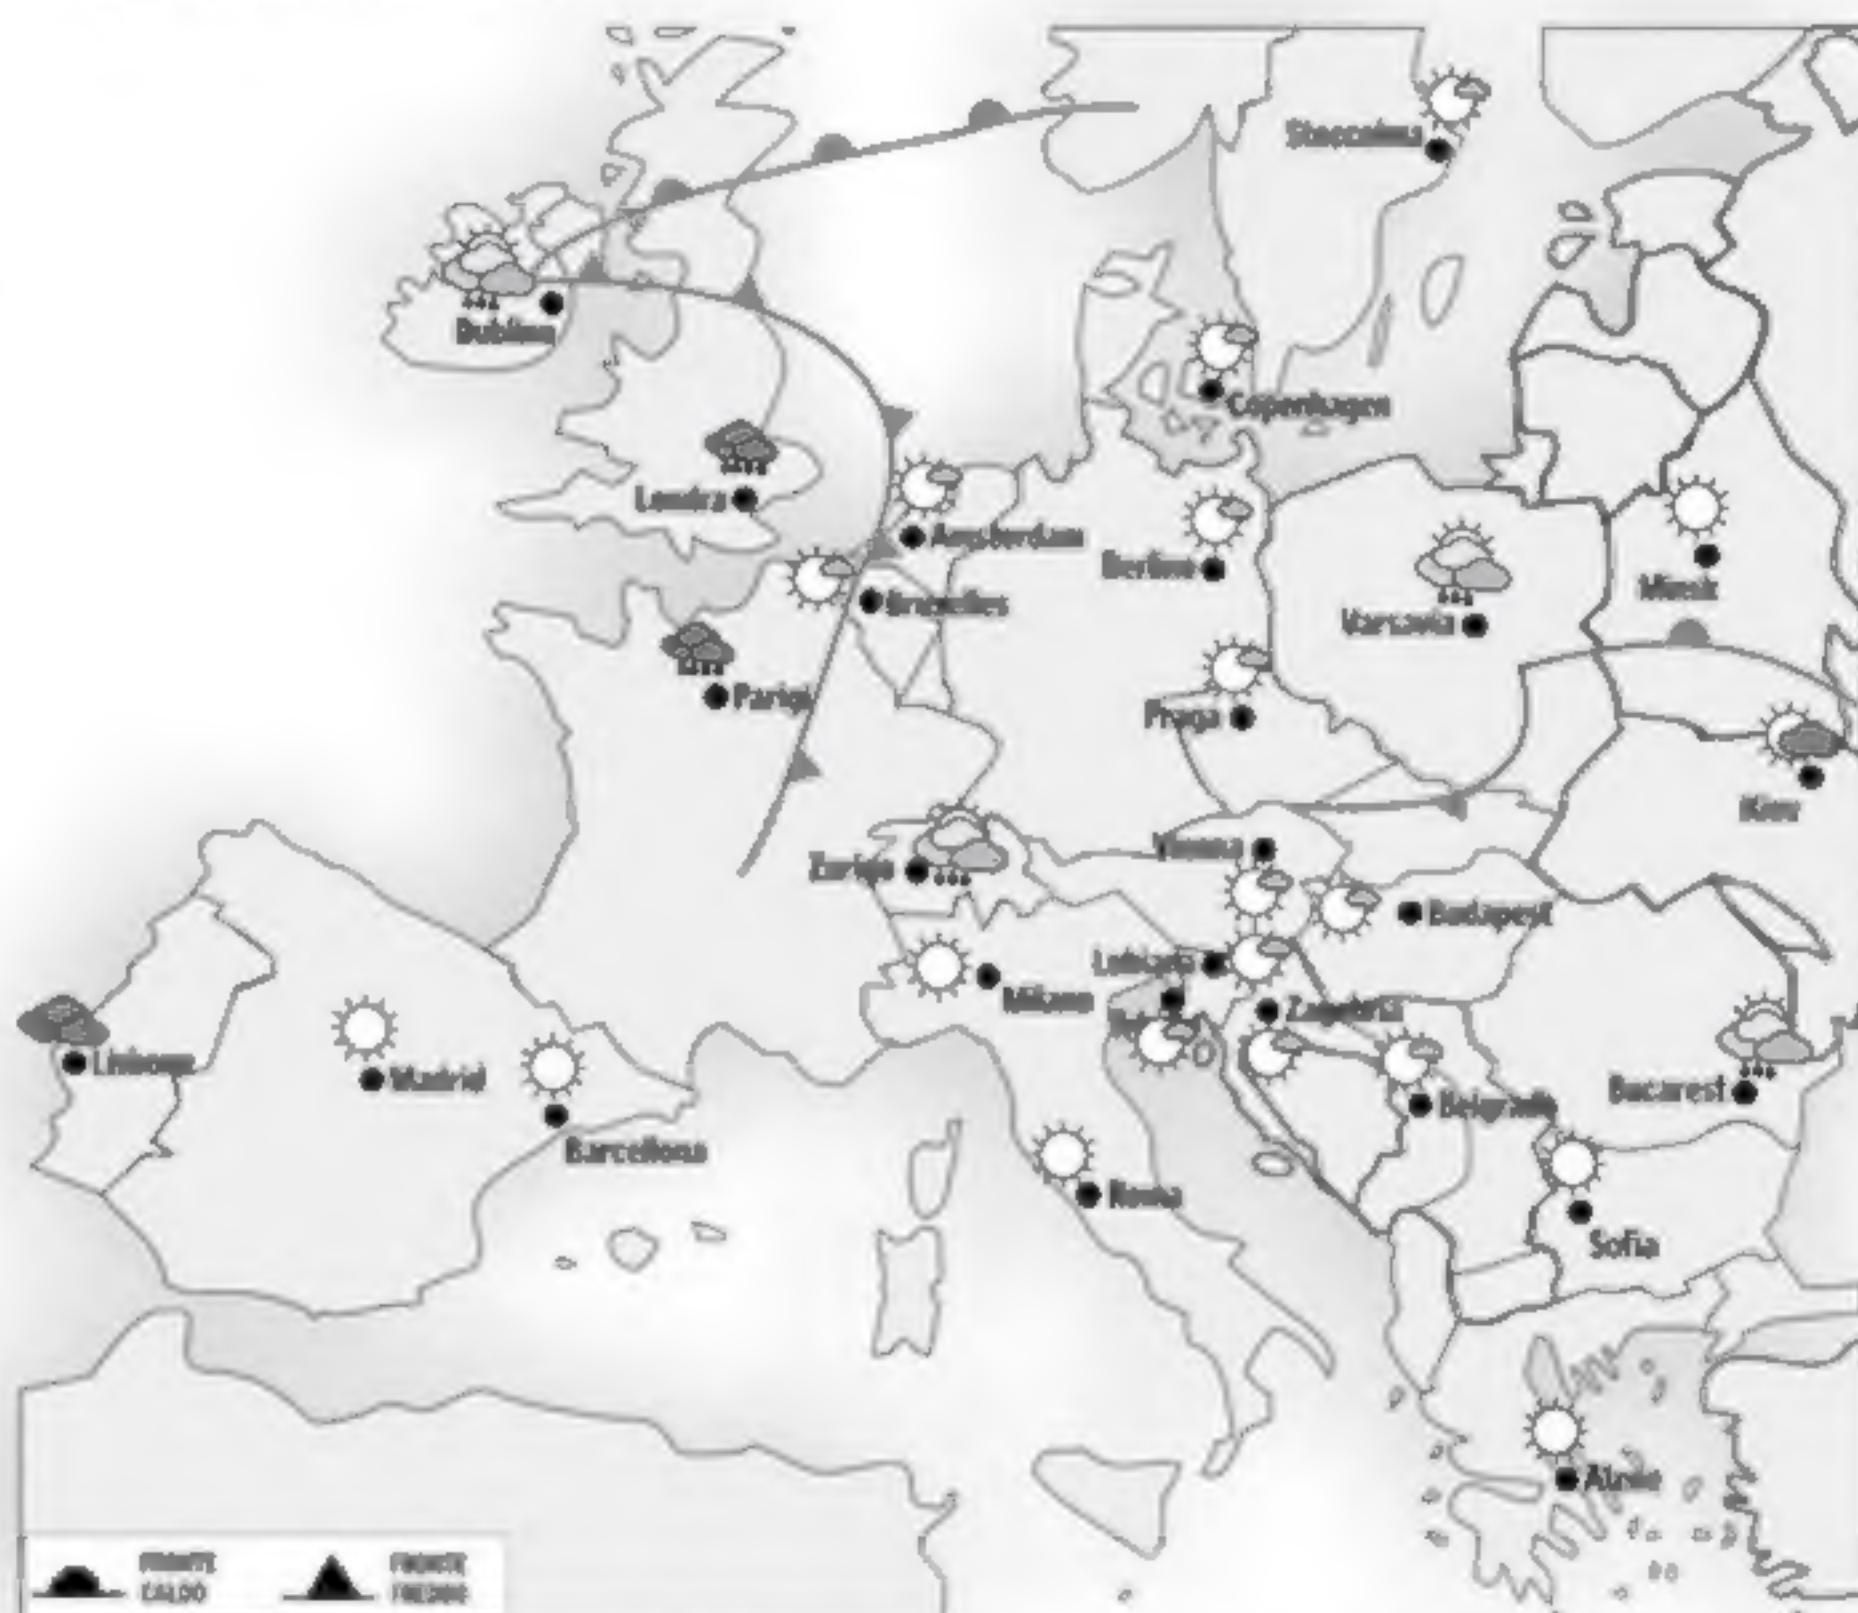 Stoccolma
Dublino
Copenhagen
Londra
Amsterdam
Berlino
Minsk
Bruxelles
Varsavia
Parigi
Praga
Kiev
Vienna
Zurigo
Budapest
Lubiana
Milano
Zagabria
Lisbona
Madrid
Bucarest
Belgrado
Barcellona
Roma
Sofia
Atene
FRONTE
CALDO
FRONTE
FREDDO